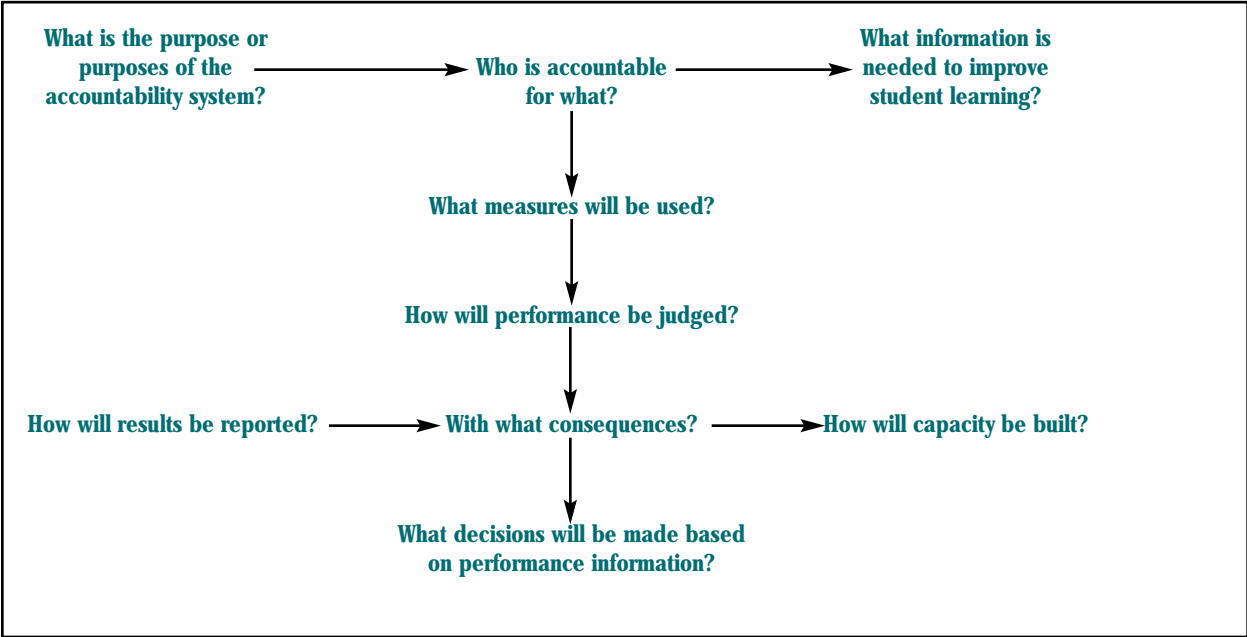 What is the purpose or
purposes of the
accountability system?
Who is accountable
for what?
What information is
needed to improve
student learning?
What measures will be used?
How will performance be judged?
How will results be reported?
With what consequences?
How will capacity be built?
What decisions will be made based
on performance information?